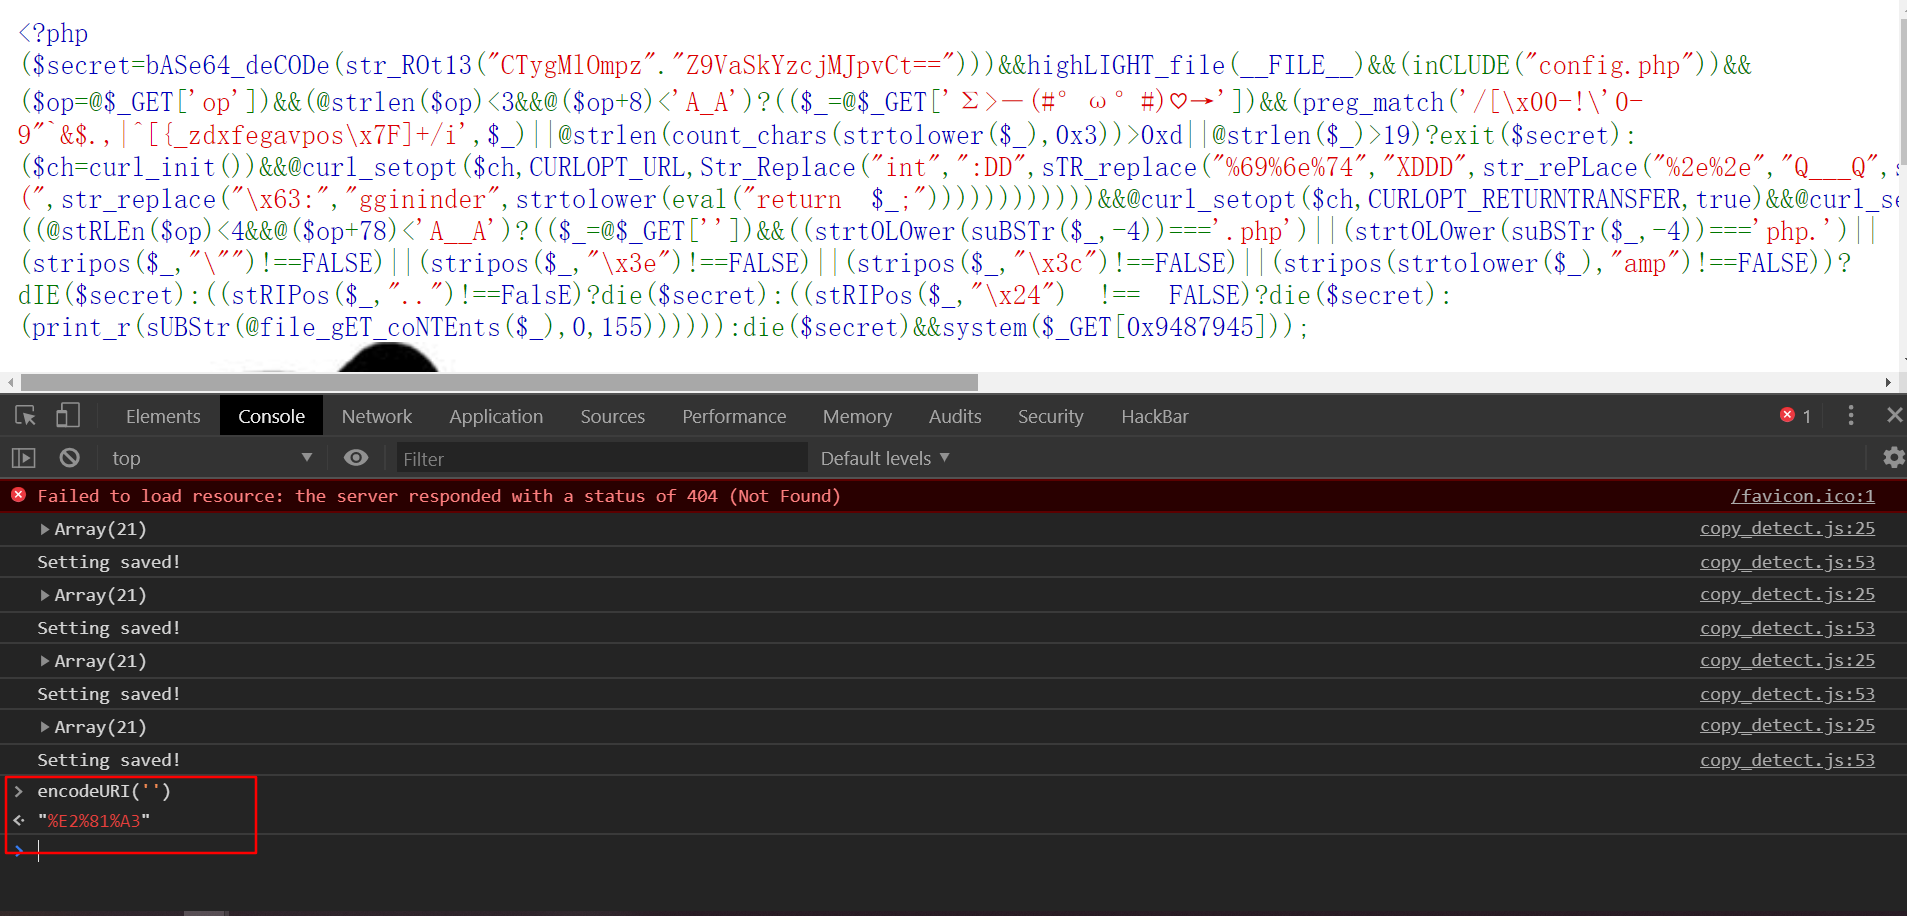 <?php
($secret=bASe64_deCODe(str_ROt13("CTygMlOmpz"."Z9VaSkYzcjMJpvCt==")))&&highLIGHT_file(__FILE__)&&(inCLUDE("config.php"))&&
($op=@$_GET['op'])&&(@strlen($op)<3&&@($op+8)<'A_A')?(($_=@$_GET['Σ>―(#°ω°#)♡→'])&&(preg_match('/[\x00-!\'0-
9"`&$.,|^[{_zdxfegavpos\x7F]+/i',$_)||@strlen(count_chars(strtolower($_),0x3))>0xd||@strlen($_)>19)?exit($secret):
($ch=curl_init())&&@curl_setopt($ch,CURLOPT_URL,Str_Replace("int",":DD",sTR_replace("%69%6e%74","XDDD",str_rePLace("%2e%2e","Q___Q",s
(",str_replace("\x63:","ggininder",strtolower(eval("return  $_;"))))))))))))&&@curl_setopt($ch,CURLOPT_RETURNTRANSFER,true)&&@curl_se
((@stRLEn($op)<4&&@($op+78)<'A__A')?(($_=@$_GET[''])&&((strtOLOwer(suBSTr($_,-4))==='.php')||(strtOLOwer(suBSTr($_,-4))==='php.')||
(stripos($_,"\"")!==FALSE)||(stripos($_,"\x3e")!==FALSE)||(stripos($_,"\x3c")!==FALSE)||(stripos(strtolower($_),"amp")!==FALSE))?
dIE($secret):((stRIPos($_,"..")!==FalsE)?die($secret):((stRIPos($_,"\x24")  !==  FALSE)?die($secret):
(print_r(sUBStr(@file_gET_coNTEnts($_),0,155)))))):die($secret)&&system($_GET[0x9487945]));
Elements Console Network Application Sources Performance Memory Audits Security HackBar 1
top Filter Default levels
Failed to load resource: the server responded with a status of 404 (Not Found) /favicon.ico:1
Array(21) copy_detect.js:25
Setting saved! copy_detect.js:53
Array(21) copy_detect.js:25
Setting saved! copy_detect.js:53
Array(21) copy_detect.js:25
Setting saved! copy_detect.js:53
Array(21) copy_detect.js:25
Setting saved! copy_detect.js:53
encodeURI('')
"%E2%81%A3"